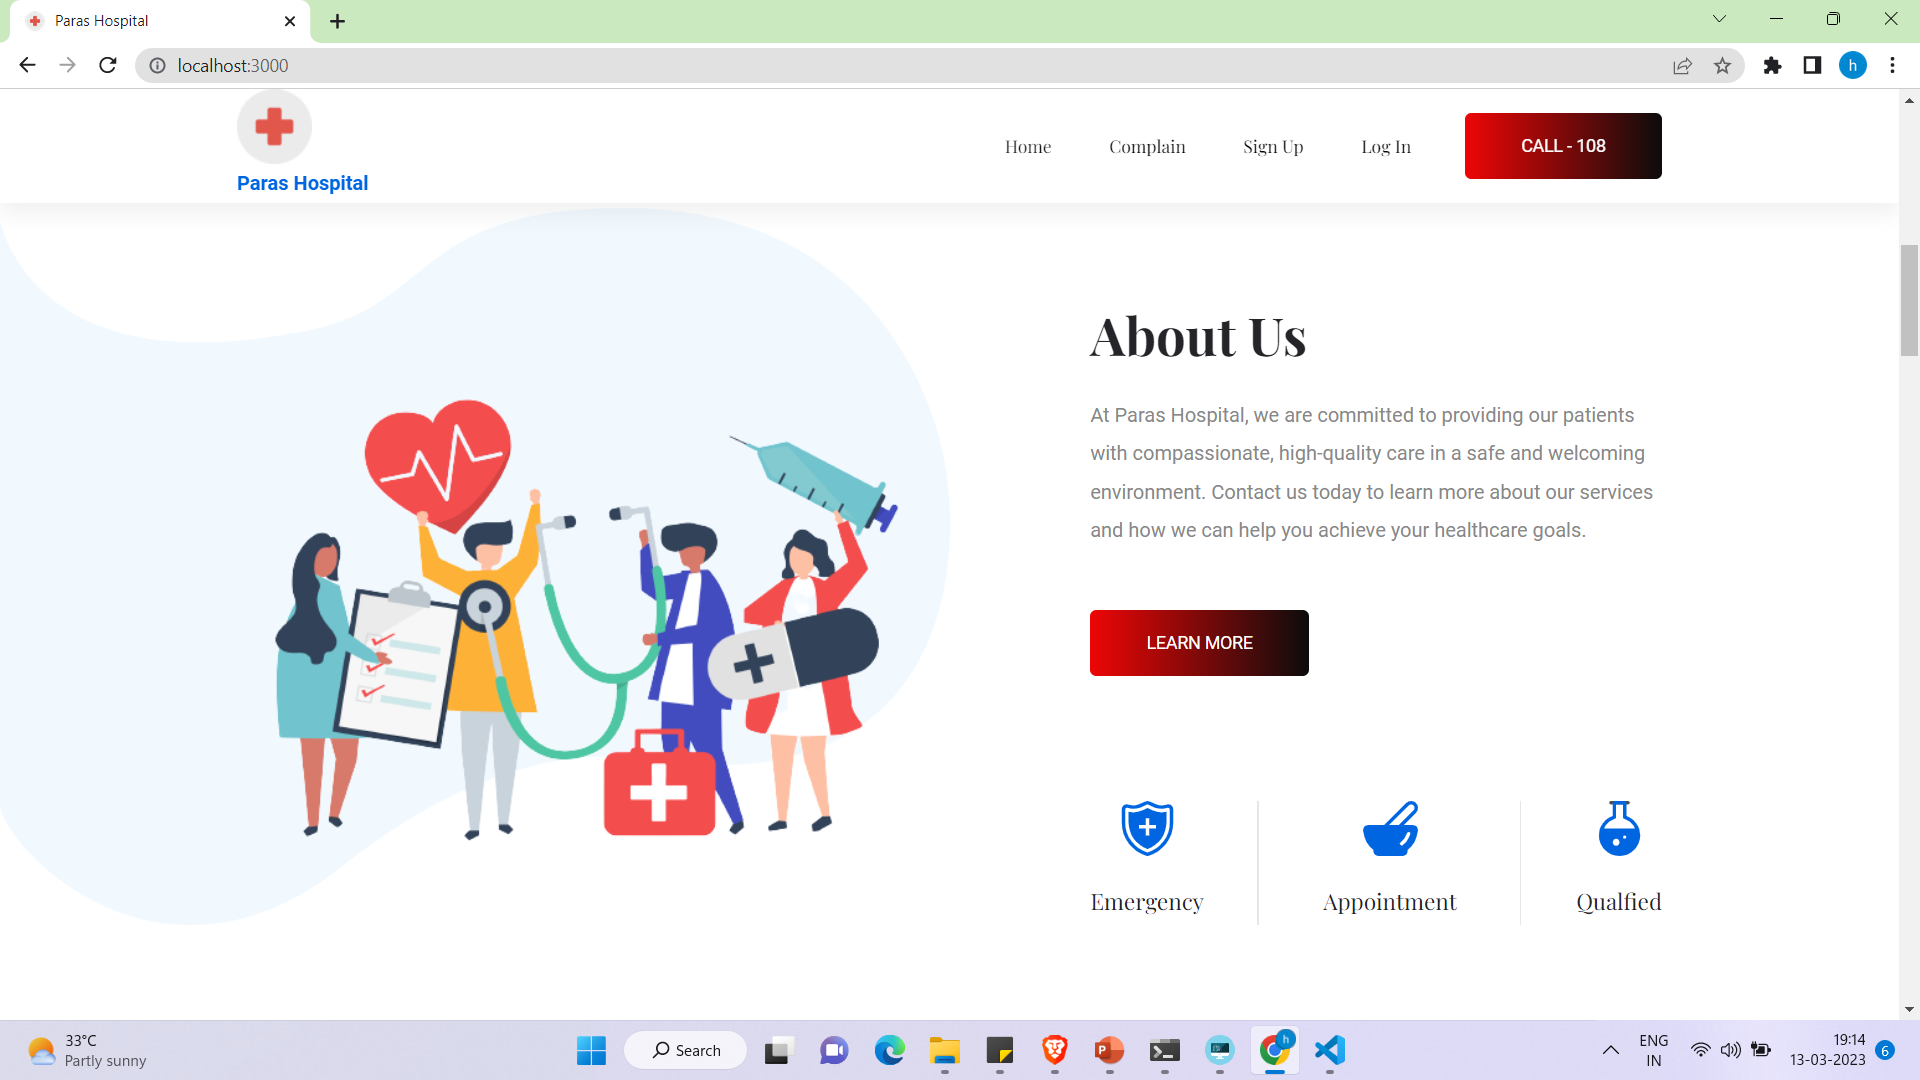 Paras Hospital
localhost:3000
Paras Hospital
Home
Complain
Sign Up
Log In
CALL - 108
About Us
At Paras Hospital, we are committed to providing our patients
with compassionate, high-quality care in a safe and welcoming
environment. Contact us today to learn more about our services
and how we can help you achieve your healthcare goals.
LEARN MORE
Emergency
Appointment
Qualfied
33°C
Partly sunny
Search
ENG
IN
19:14
13-03-2023
6
h
h
P